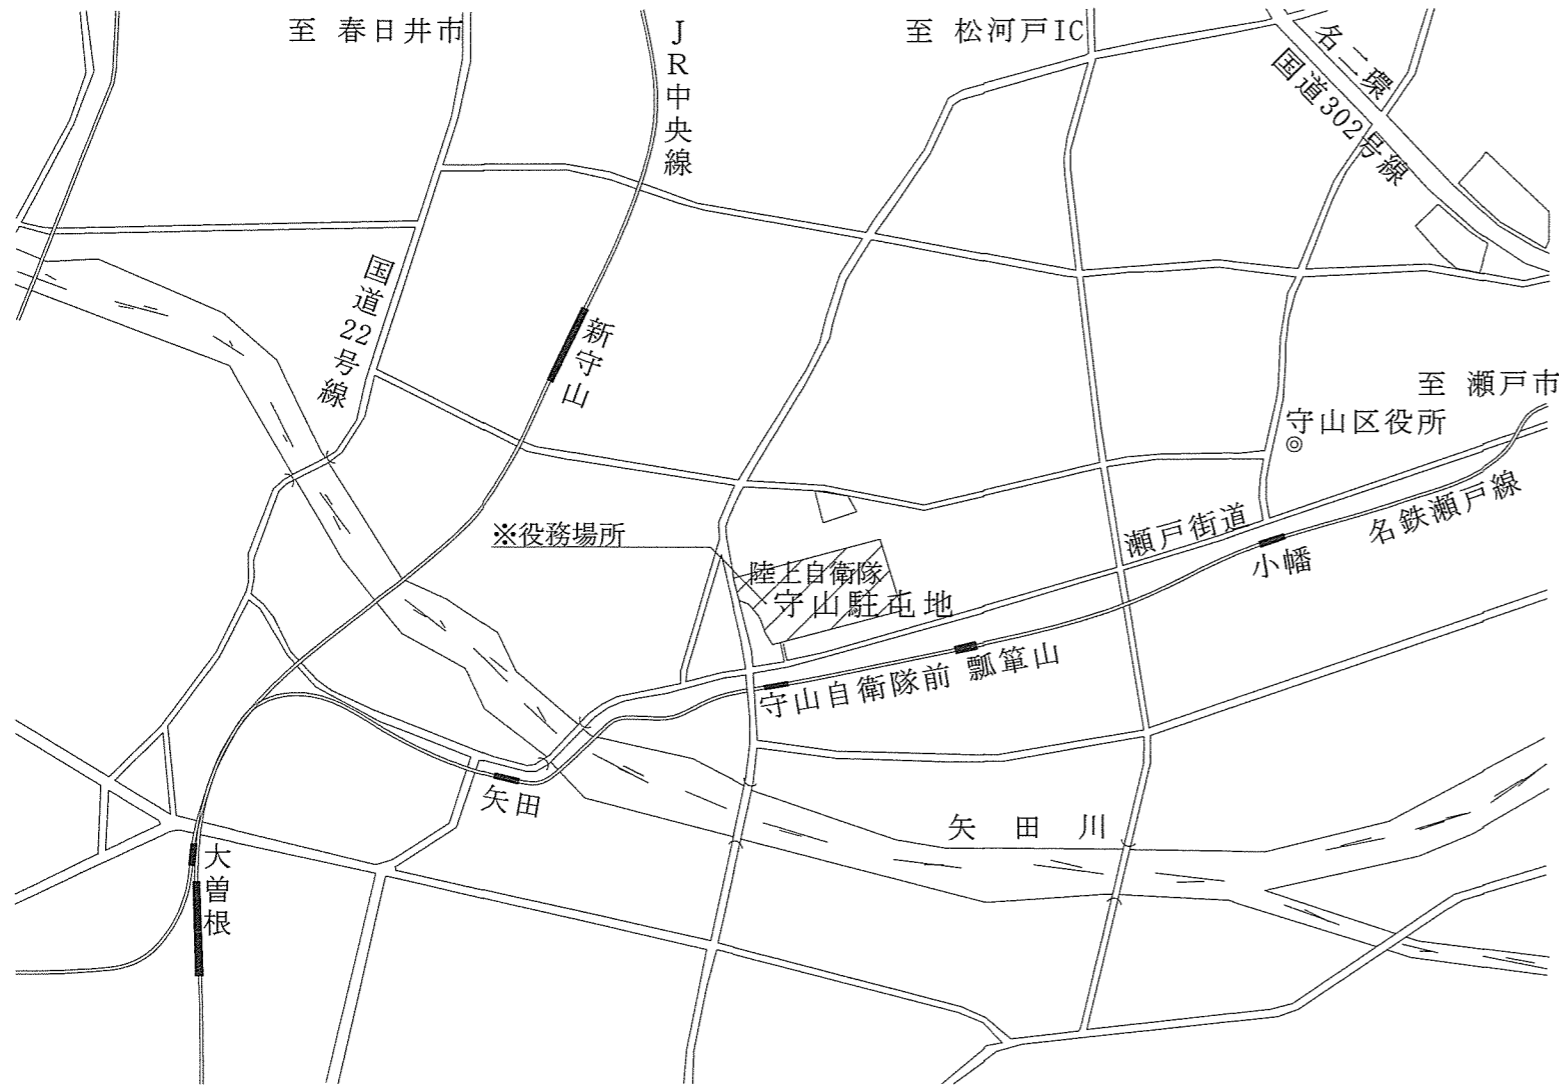 至 春日井市
JR中央線
至 松河戸IC
名二環
国道302号線
国道22号線
新守山
至 瀬戸市
守山区役所
※役務場所
瀬戸街道
名鉄瀬戸線
小幡
陸上自衛隊
守山駐屯地
瓢箪山
守山自衛隊前
矢田
矢田川
大曽根